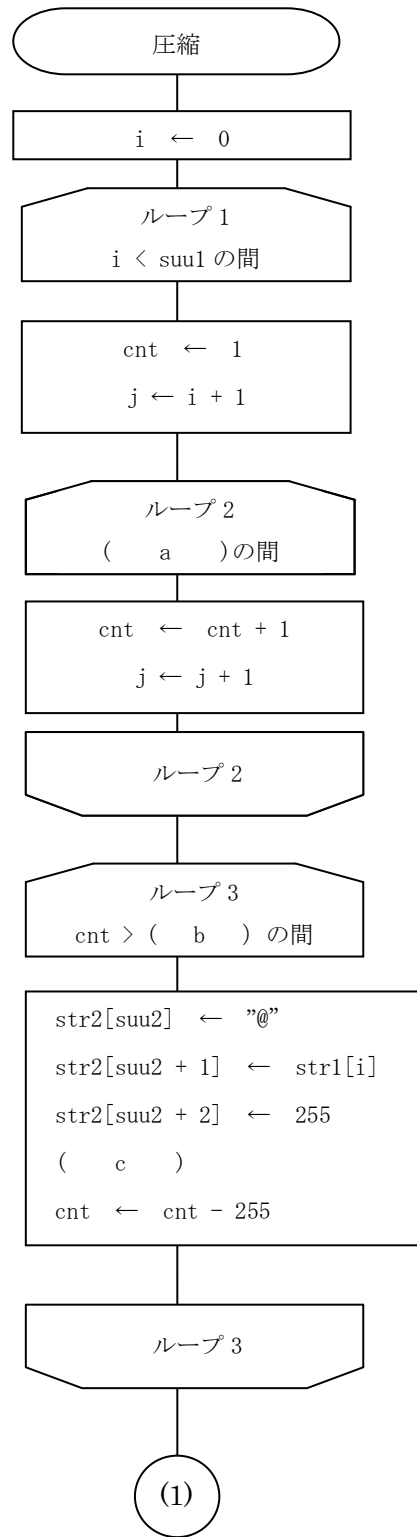 圧縮
i ← 0
ループ1
i < suu1 の間
cnt ← 1
j ← i + 1
ループ2
( a )の間
cnt ← cnt + 1
j ← j + 1
ループ2
ループ3
cnt > ( b ) の間
str2[suu2] ← ”@”
str2[suu2 + 1] ← str1[i]
str2[suu2 + 2] ← 255
( c )
cnt ← cnt - 255
ループ3
(1)